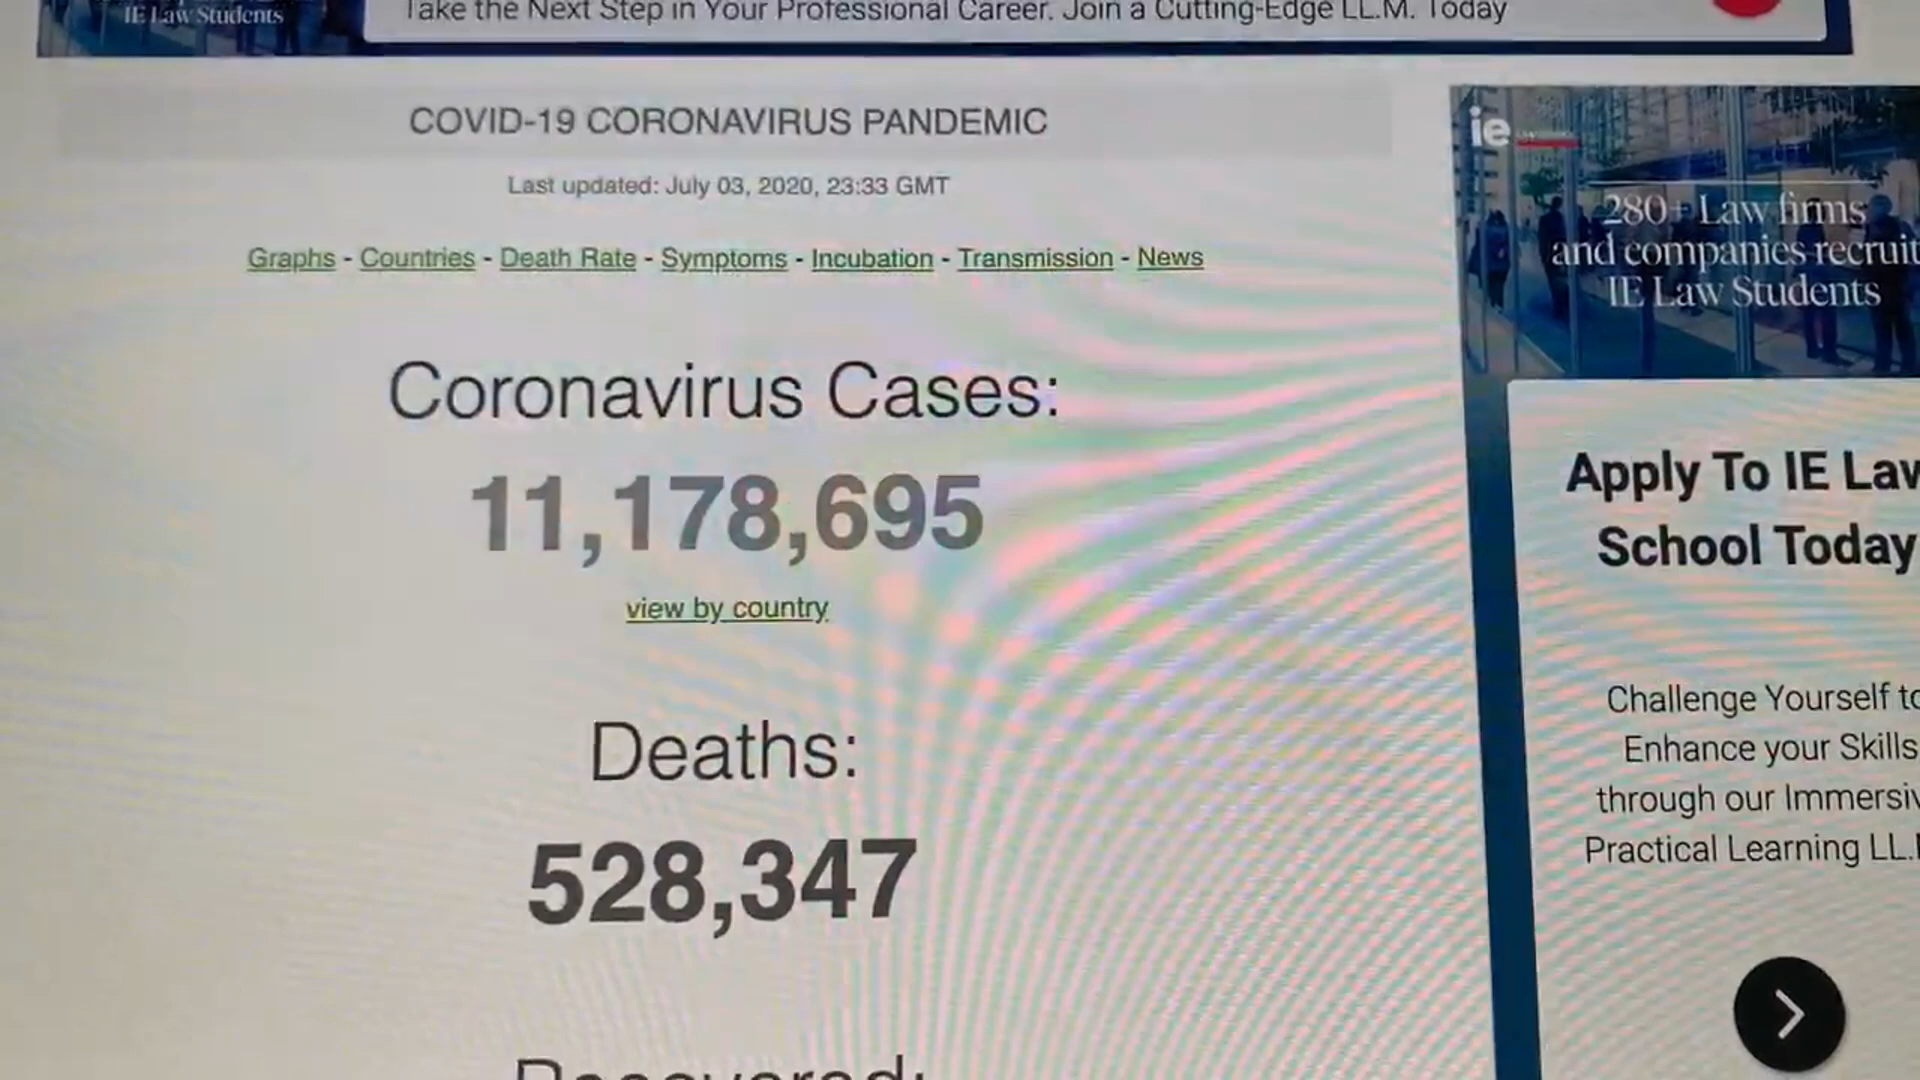 IE Law Students
Take the Next Step in Your Professional Career. Join a Cutting-Edge LL.M. Today
COVID-19 CORONAVIRUS PANDEMIC
Last updated: July 03, 2020, 23:33 GMT
Graphs - Countries - Death Rate - Symptoms - Incubation - Transmission - News
Coronavirus Cases:
11,178,695
view by country
Deaths:
528,347
Recovered:
ie
280+ Law firms
and companies recruit
IE Law Students
Apply To IE Law
School Today
Challenge Yourself to
Enhance your Skills
through our Immersiv
Practical Learning LL.